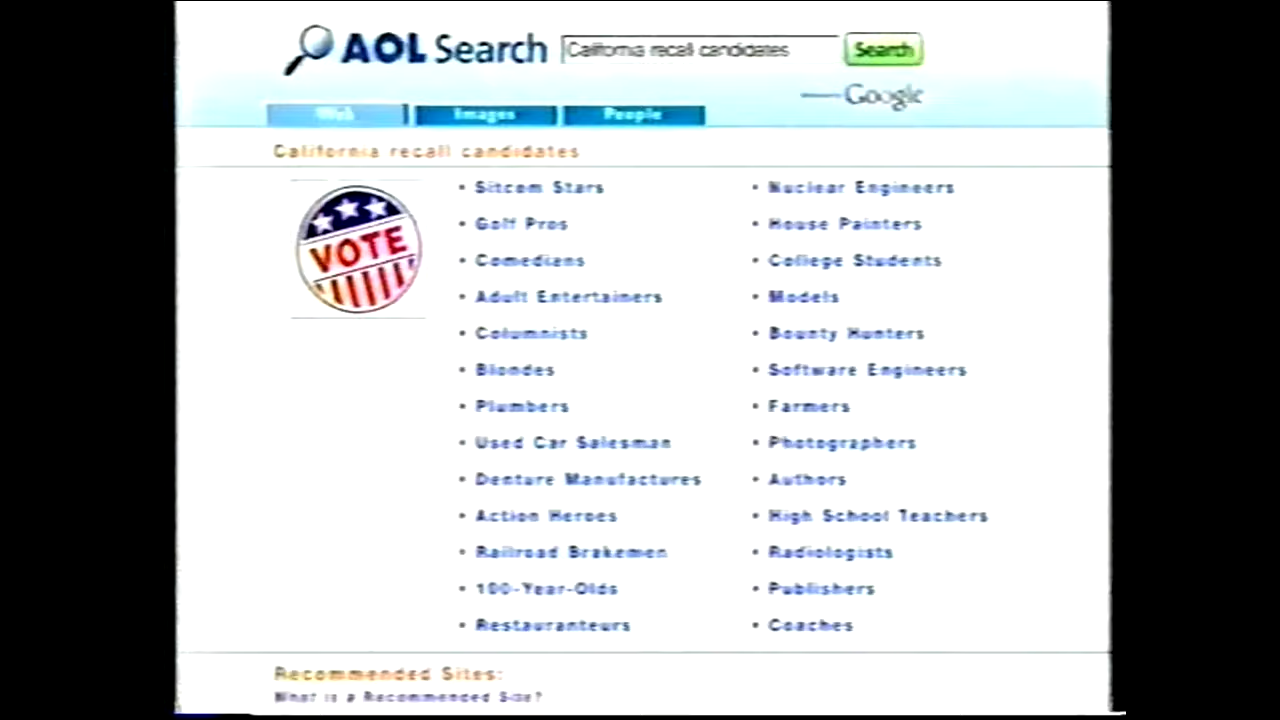 AOL Search California recall candidates Search
Google
Web Images People
California recall candidates
VOTE
• Sitcom Stars
• Golf Pros
• Comedians
• Adult Entertainers
• Columnists
• Blondes
• Plumbers
• Used Car Salesman
• Denture Manufactures
• Action Heroes
• Railroad Brakemen
• 100-Year-Olds
• Restauranteurs
• Nuclear Engineers
• House Painters
• College Students
• Models
• Bounty Hunters
• Software Engineers
• Farmers
• Photographers
• Authors
• High School Teachers
• Radiologists
• Publishers
• Coaches
Recommended Sites:
What is a Recommended Site?